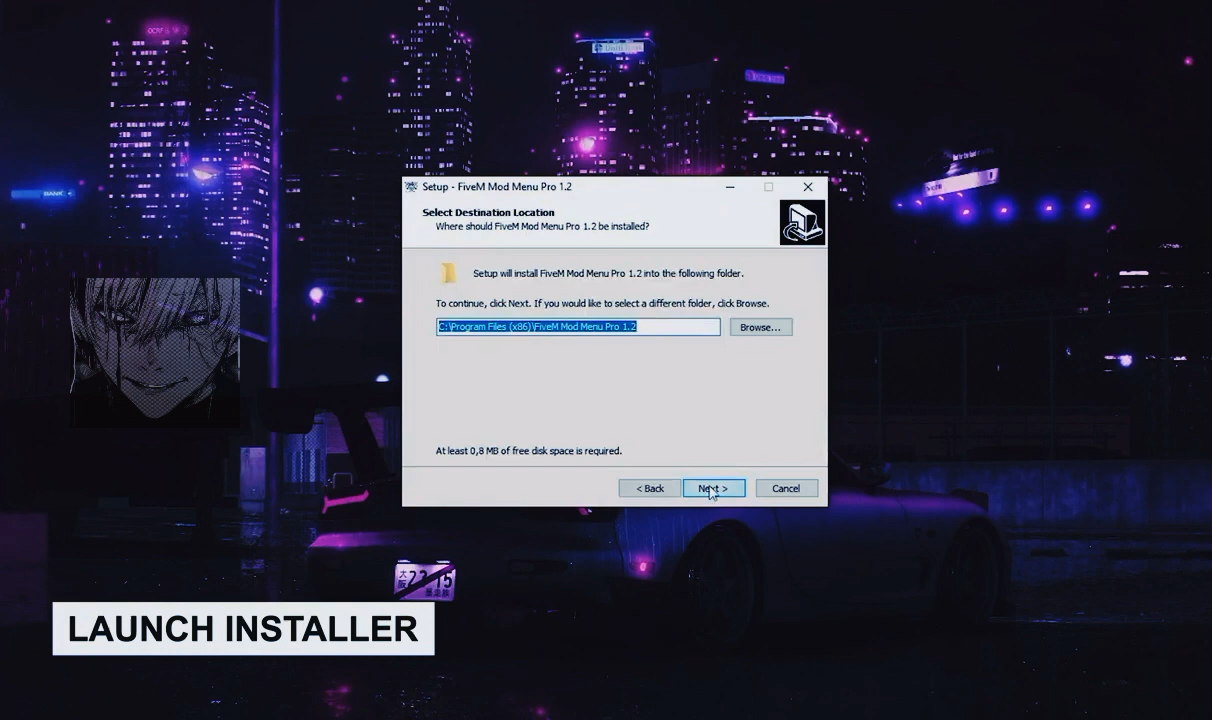 BANK
Setup - FiveM Mod Menu Pro 1.2
Select Destination Location
Where should FiveM Mod Menu Pro 1.2 be installed?
Setup will install FiveM Mod Menu Pro 1.2 into the following folder.
To continue, click Next. If you would like to select a different folder, click Browse.
C:\Program Files (x86)\FiveM Mod Menu Pro 1.2
Browse...
At least 0,8 MB of free disk space is required.
< Back
Next >
Cancel
LAUNCH INSTALLER